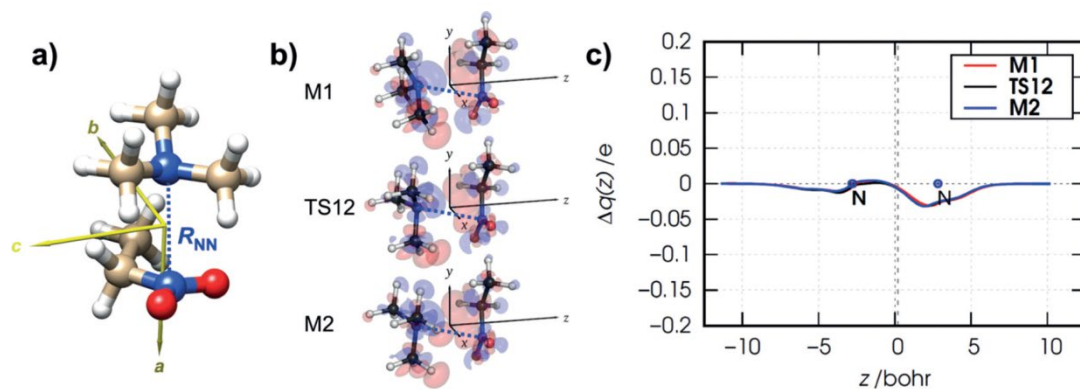 a)
b
c
R_NN
a
b)
M1
y
z
x
TS12
y
z
x
M2
y
z
x
c)
Δq(z)/e
0.2
0.15
0.1
0.05
0
−0.05
−0.1
−0.15
−0.2
M1
TS12
M2
N
N
−10
−5
0
5
10
z/bohr